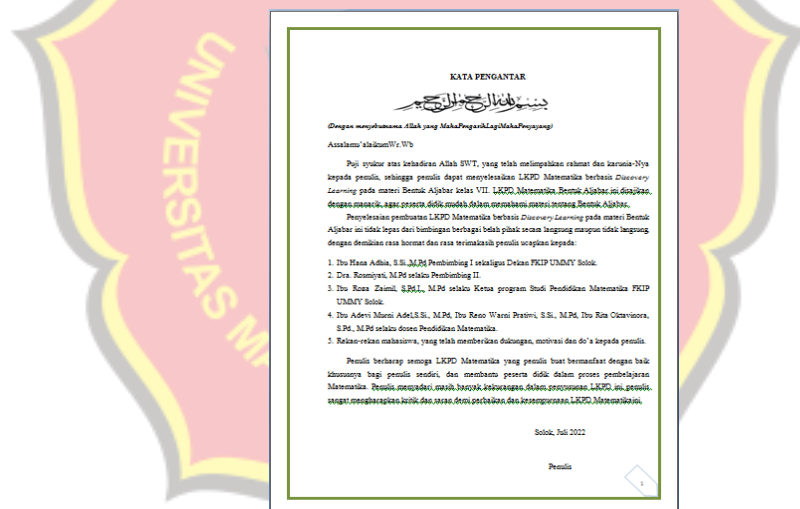 UNIVERSITAS MA
KATA PENGANTAR
بسم الله الرحمن الرحيم
(Dengan menyebutnama Allah yang MahaPengasihLagiMahaPenyayang)
Assalamu'alaikumWr.Wb
Puji syukur atas kehadiran Allah SWT, yang telah melimpahkan rahmat dan karunia-Nya
kepada penulis, sehingga penulis dapat menyelesaikan LKPD Matematika berbasis Discovery
Learning pada materi Bentuk Aljabar kelas VII. LKPD Matematika Bentuk Aljabar ini disajikan
dengan menarik, agar peserta didik mudah dalam memahami materi tentang Bentuk Aljabar.
Penyelesaian pembuatan LKPD Matematika berbasis Discovery Learning pada materi Bentuk
Aljabar ini tidak lepas dari bimbingan berbagai belah pihak secara langsung maupun tidak langsung,
dengan demikian rasa hormat dan rasa terimakasih penulis ucapkan kepada:
1. Ibu Hana Adhia, S.Si.,M.Pd Pembimbing I sekaligus Dekan FKIP UMMY Solok.
2. Dra. Rosmiyati, M.Pd selaku Pembimbing II.
3. Ibu Roza Zaimil, S.Pd.I., M.Pd selaku Ketua program Studi Pendidikan Matematika FKIP
UMMY Solok.
4. Ibu Adevi Murni Adel,S.Si., M.Pd, Ibu Reno Warni Pratiwi, S.Si., M.Pd, Ibu Rita Oktavinora,
S.Pd., M.Pd selaku dosen Pendidikan Matematika.
5. Rekan-rekan mahasiswa, yang telah memberikan dukungan, motivasi dan do'a kepada penulis.
Penulis berharap semoga LKPD Matematika yang penulis buat bermanfaat dengan baik
khususnya bagi penulis sendiri, dan membantu peserta didik dalam proses pembelajaran
Matematika. Penulis menyadari masih banyak kekurangan dalam penyusunan LKPD ini, penulis
sangat mengharapkan kritik dan saran demi perbaikan dan kesempurnaan LKPD Matematikaini.
Solok, Juli 2022
Penulis
1